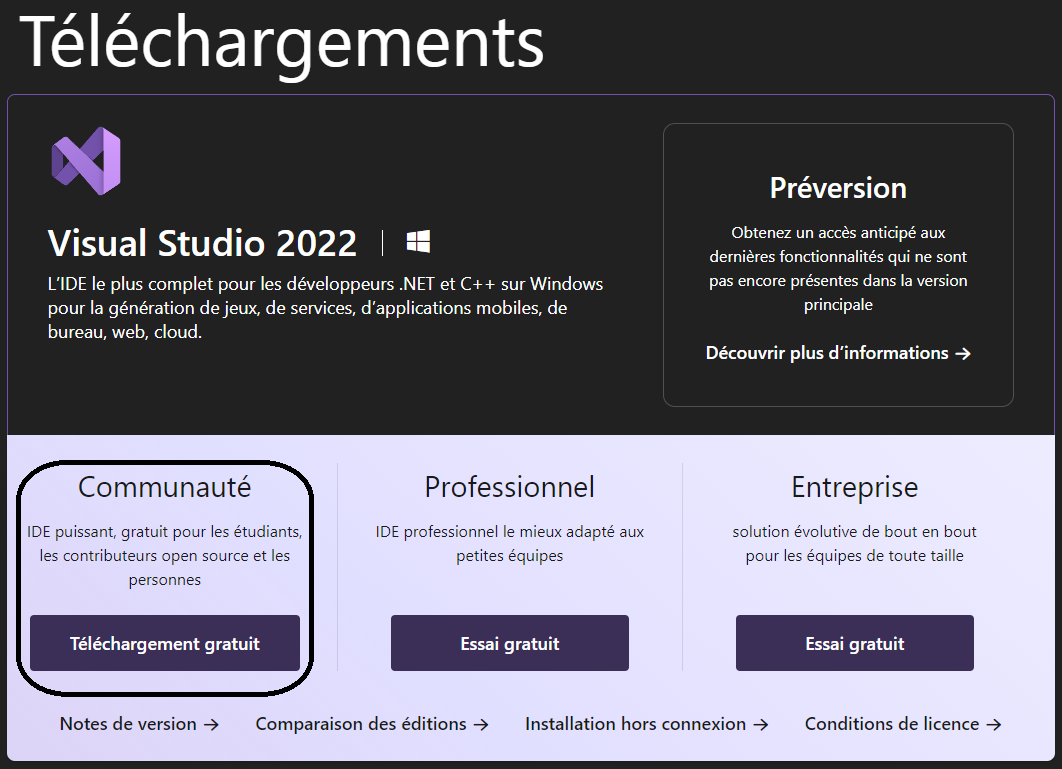 Téléchargements
Visual Studio 2022
L’IDE le plus complet pour les développeurs .NET et C++ sur Windows
pour la génération de jeux, de services, d’applications mobiles, de
bureau, web, cloud.
Préversion
Obtenez un accès anticipé aux
dernières fonctionnalités qui ne sont
pas encore présentes dans la version
principale
Découvrir plus d’informations →
Communauté
IDE puissant, gratuit pour les étudiants,
les contributeurs open source et les
personnes
Téléchargement gratuit
Professionnel
IDE professionnel le mieux adapté aux
petites équipes
Essai gratuit
Entreprise
solution évolutive de bout en bout
pour les équipes de toute taille
Essai gratuit
Notes de version → Comparaison des éditions → Installation hors connexion → Conditions de licence →